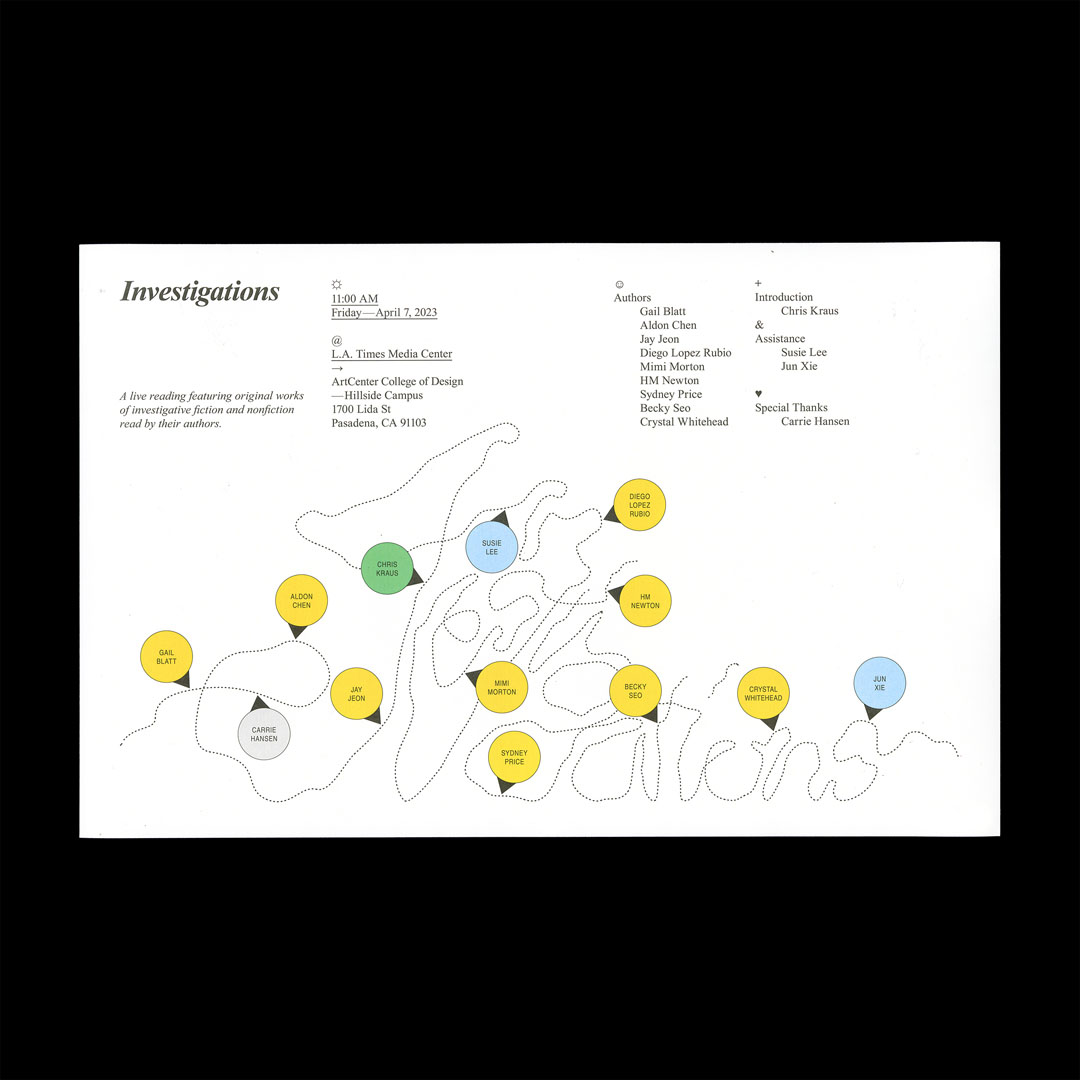 Investigations
A live reading featuring original works
of investigative fiction and nonfiction
read by their authors.
☼
11:00 AM
Friday—April 7, 2023
@
L.A. Times Media Center
→
ArtCenter College of Design
—Hillside Campus
1700 Lida St
Pasadena, CA 91103
☺
Authors
Gail Blatt
Aldon Chen
Jay Jeon
Diego Lopez Rubio
Mimi Morton
HM Newton
Sydney Price
Becky Seo
Crystal Whitehead
+
Introduction
Chris Kraus
&
Assistance
Susie Lee
Jun Xie
♥
Special Thanks
Carrie Hansen
DIEGO
LOPEZ
RUBIO
SUSIE
LEE
CHRIS
KRAUS
ALDON
CHEN
HM
NEWTON
GAIL
BLATT
JAY
JEON
MIMI
MORTON
BECKY
SEO
CRYSTAL
WHITEHEAD
JUN
XIE
CARRIE
HANSEN
SYDNEY
PRICE